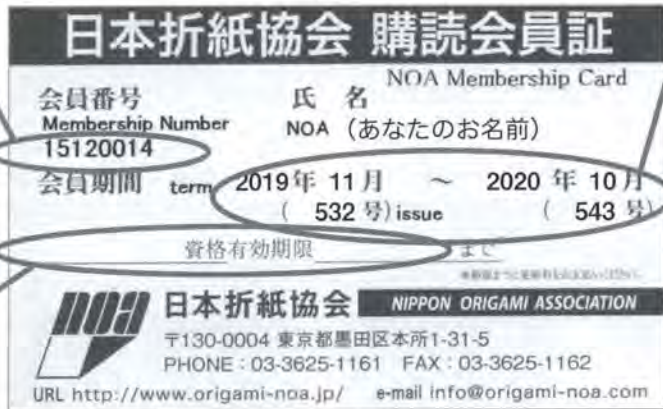 日本折紙協会 購読会員証
NOA Membership Card
会員番号 氏 名
Membership Number NOA (あなたのお名前)
15120014
会員期間 term 2019年 11月 ～ 2020 年 10月
( 532 号) issue ( 543 号)
資格有効期限 まで
noa 日本折紙協会 NIPPON ORIGAMI ASSOCIATION
〒130-0004 東京都墨田区本所1-31-5
PHONE：03-3625-1161 FAX：03-3625-1162
URL http://www.origami-noa.jp/ e-mail info@origami-noa.com